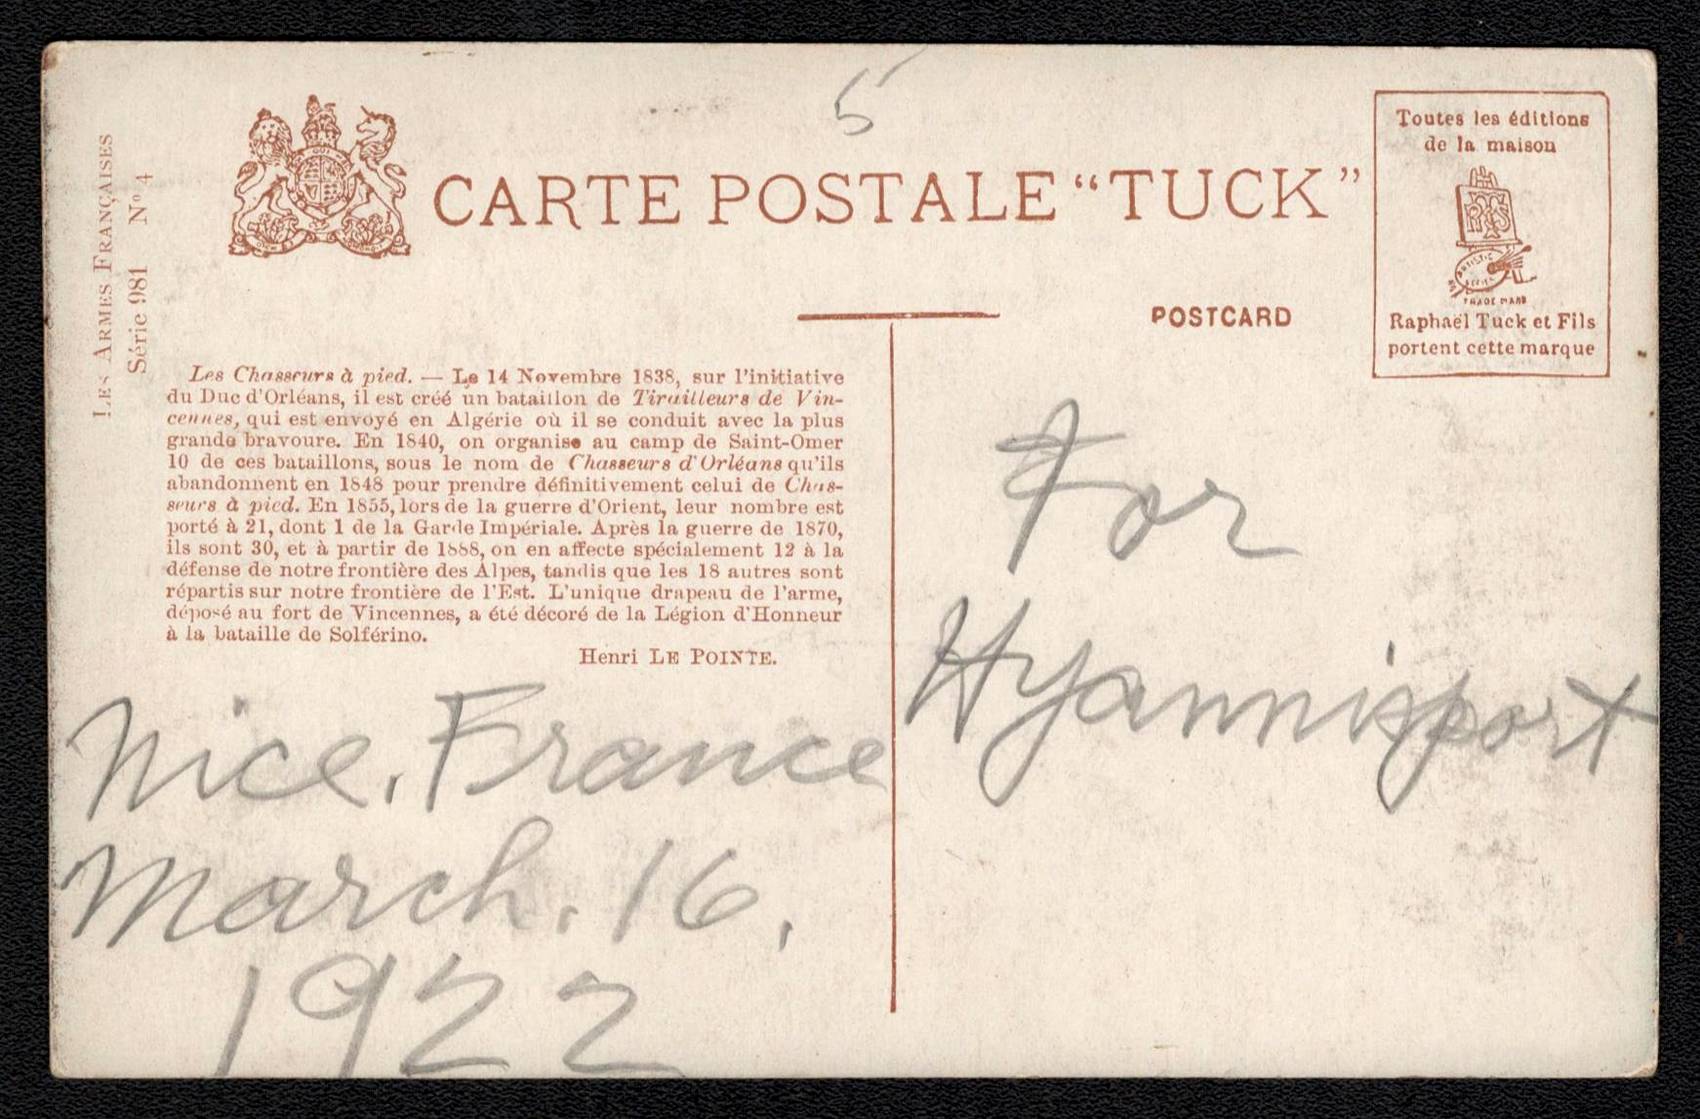 LES ARMES FRANÇAISES
Série 981 Nº 4
5
CARTE POSTALE “TUCK”
Toutes les éditions
de la maison
ARTISTIC
SERIES
TRADE MARK
Raphaël Tuck et Fils
portent cette marque
POSTCARD
Les Chasseurs à pied. — Le 14 Novembre 1838, sur l'initiative
du Duc d'Orléans, il est créé un bataillon de Tirailleurs de Vin-
cennes, qui est envoyé en Algérie où il se conduit avec la plus
grande bravoure. En 1840, on organise au camp de Saint-Omer
10 de ces bataillons, sous le nom de Chasseurs d'Orléans qu'ils
abandonnent en 1848 pour prendre définitivement celui de Chas-
seurs à pied. En 1855, lors de la guerre d'Orient, leur nombre est
porté à 21, dont 1 de la Garde Impériale. Après la guerre de 1870,
ils sont 30, et à partir de 1888, on en affecte spécialement 12 à la
défense de notre frontière des Alpes, tandis que les 18 autres sont
répartis sur notre frontière de l'Est. L'unique drapeau de l'arme,
déposé au fort de Vincennes, a été décoré de la Légion d'Honneur
à la bataille de Solférino.
Henri LE POINTE.
Nice, France
March. 16,
1922
For
Hyannisport